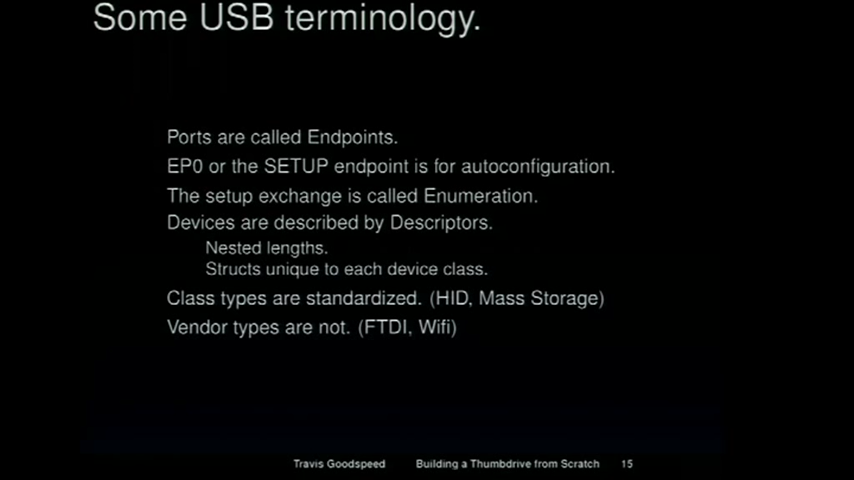 Some USB terminology.
Ports are called Endpoints.
EP0 or the SETUP endpoint is for autoconfiguration.
The setup exchange is called Enumeration.
Devices are described by Descriptors.
Nested lengths.
Structs unique to each device class.
Class types are standardized. (HID, Mass Storage)
Vendor types are not. (FTDI, Wifi)
Travis Goodspeed Building a Thumbdrive from Scratch 15